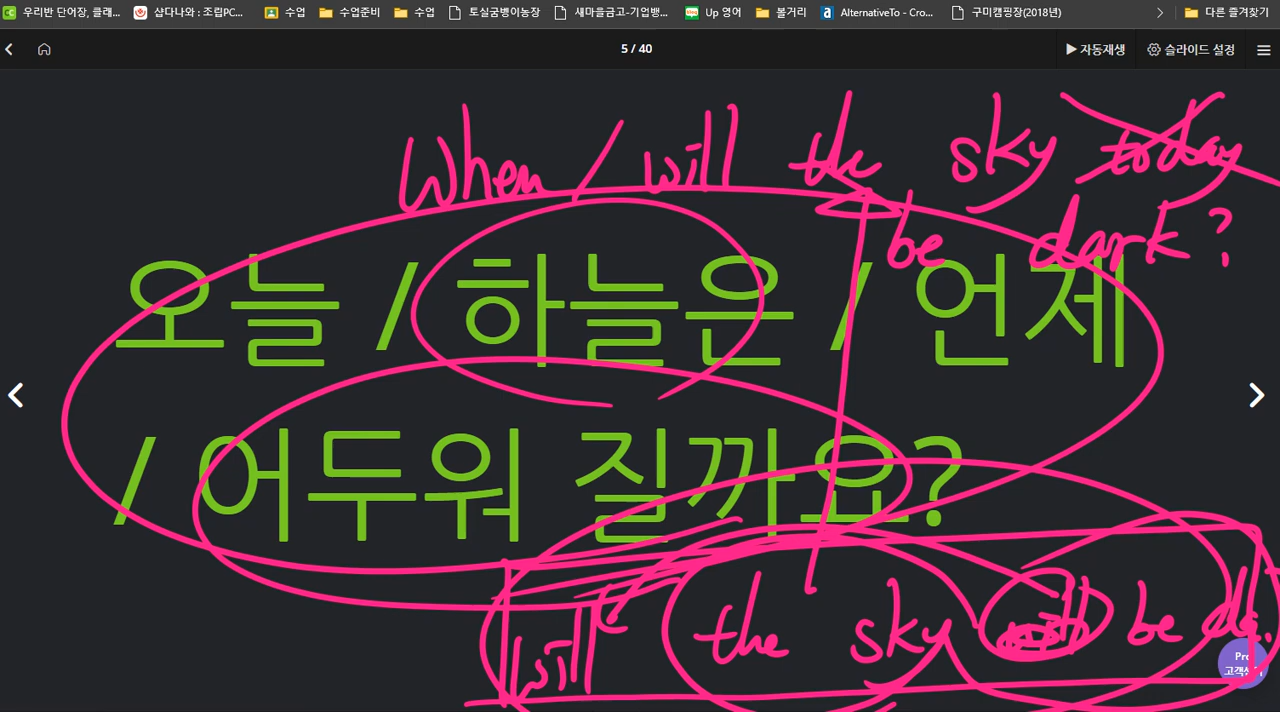 우리반 단어장, 클래... 샵다나와 : 조립PC... 수업 수업준비 수업 토실굼벵이농장 새마을금고-기업뱅... Up 영어 볼거리 AlternativeTo - Cro... 구미캠핑장(2018년) 다른 즐겨찾기
5 / 40 자동재생 슬라이드 설정
When / will the sky today
be dark?
오늘 / 하늘은 / 언제
/ 어두워 질까요?
will the sky will be da.
Pro